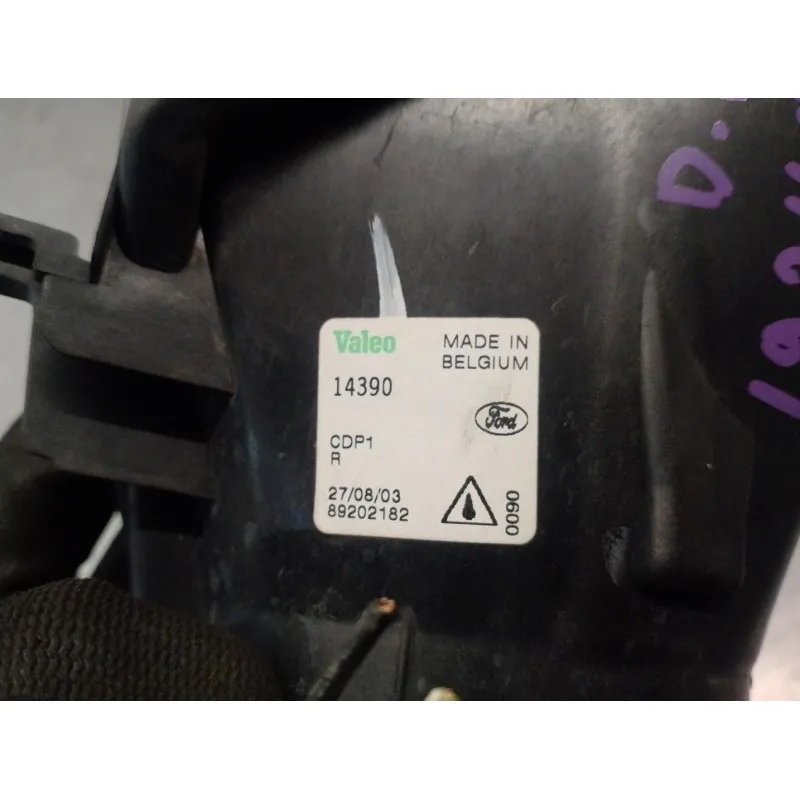 Valeo
MADE IN
BELGIUM
14390
Ford
CDP1
R
27/08/03
89202182
0090